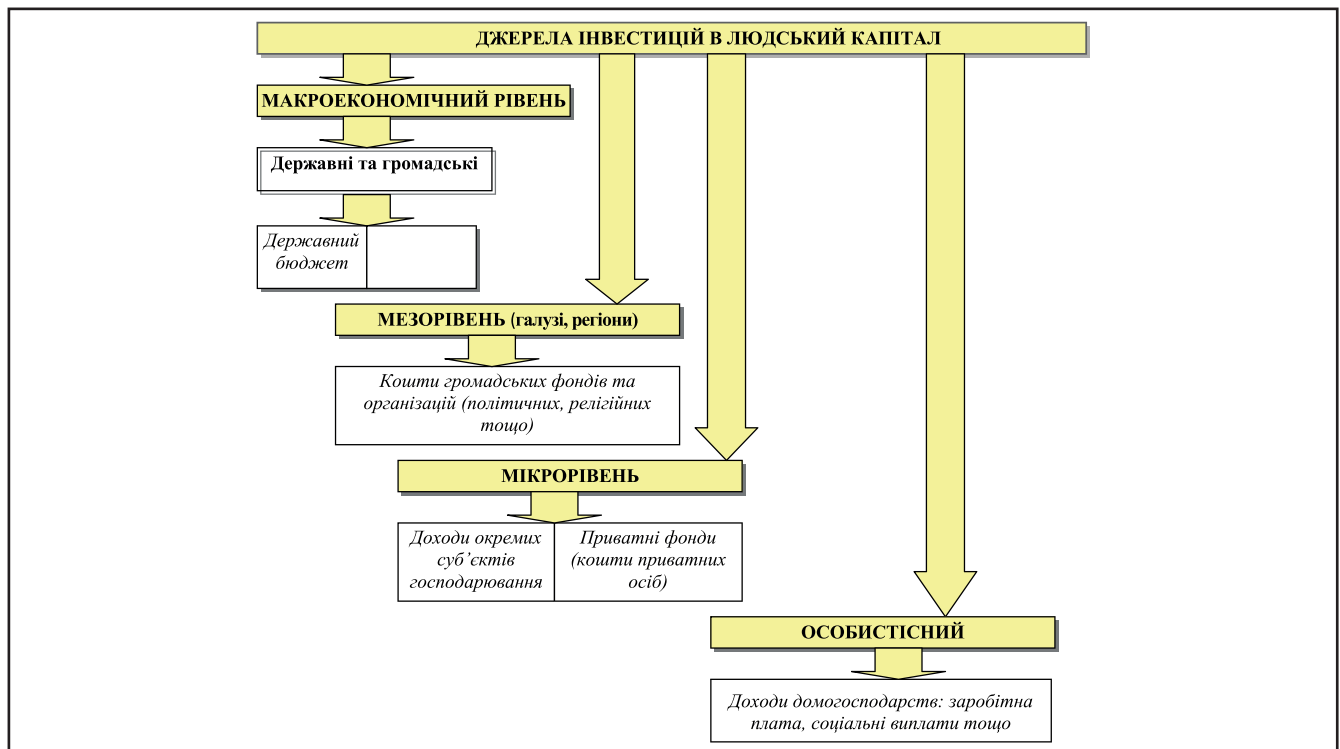 ДЖЕРЕЛА ІНВЕСТИЦІЙ В ЛЮДСЬКИЙ КАПІТАЛ
МАКРОЕКОНОМІЧНИЙ РІВЕНЬ
Державні та громадські
Державний
бюджет
МЕЗОРІВЕНЬ (галузі, регіони)
Кошти громадських фондів та
організацій (політичних, релігійних
тощо)
МІКРОРІВЕНЬ
Доходи окремих
суб’єктів
господарювання
Приватні фонди
(кошти приватних
осіб)
ОСОБИСТІСНИЙ
Доходи домогосподарств: заробітна
плата, соціальні виплати тощо